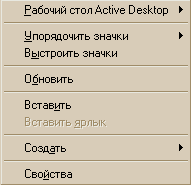 Рабочий стол Active Desktop
Упорядочить значки
Выстроить значки
Обновить
Вставить
Вставить ярлык
Создать
Свойства